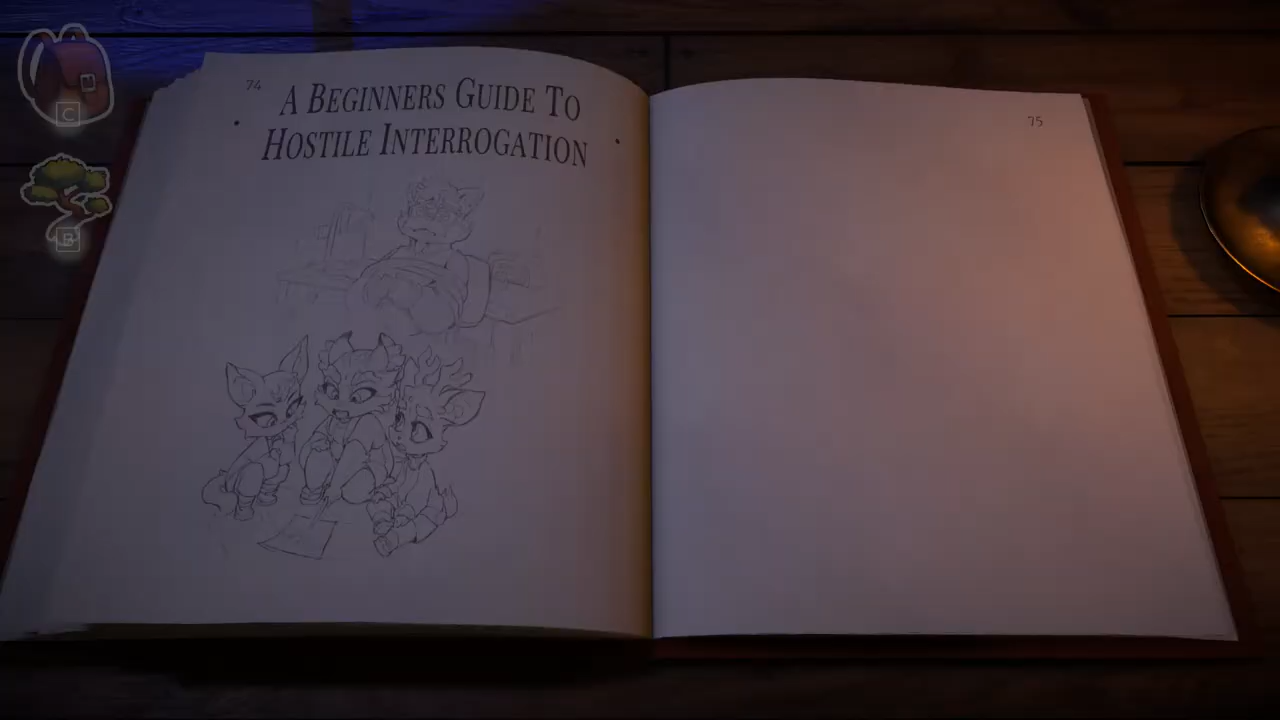 C
B
74
A BEGINNERS GUIDE TO
HOSTILE INTERROGATION
75